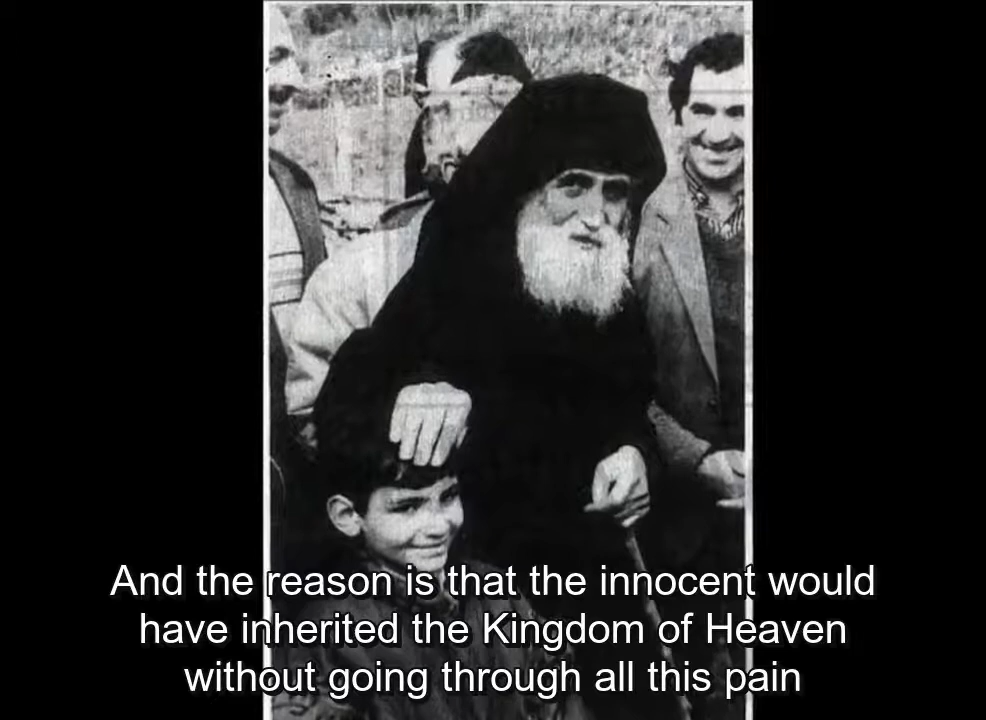 And the reason is that the innocent would
have inherited the Kingdom of Heaven
without going through all this pain